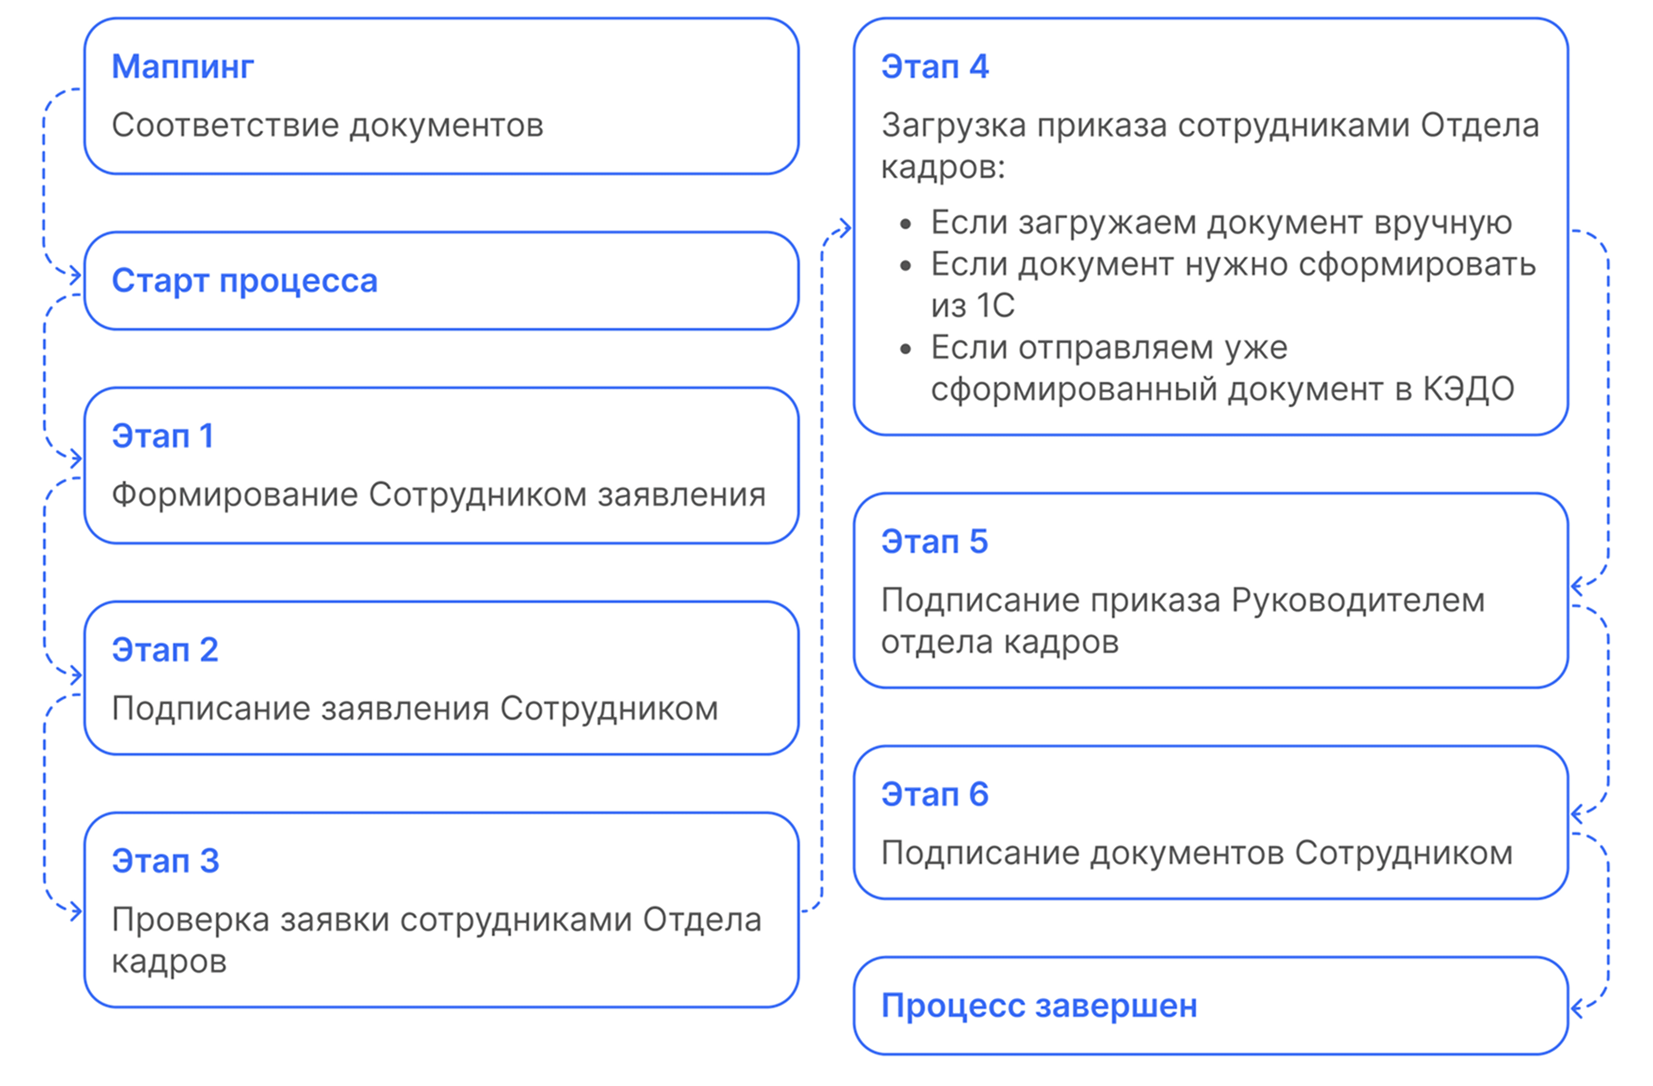 Маппинг
Соответствие документов
Старт процесса
Этап 1
Формирование Сотрудником заявления
Этап 2
Подписание заявления Сотрудником
Этап 3
Проверка заявки сотрудниками Отдела
кадров
Этап 4
Загрузка приказа сотрудниками Отдела
кадров:
• Если загружаем документ вручную
• Если документ нужно сформировать
из 1С
• Если отправляем уже
сформированный документ в КЭДО
Этап 5
Подписание приказа Руководителем
отдела кадров
Этап 6
Подписание документов Сотрудником
Процесс завершен